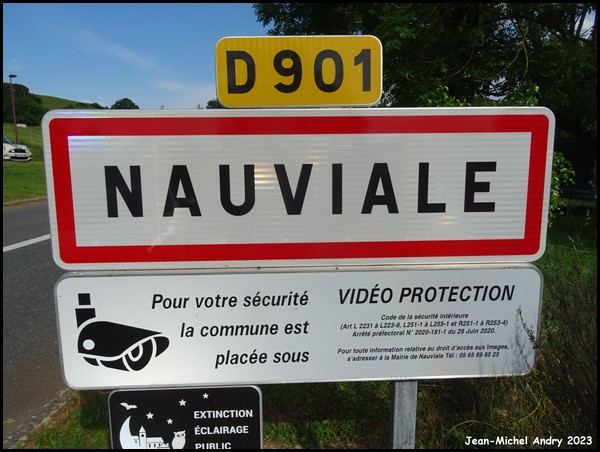 D 901
NAUVIALE
Pour votre sécurité
la commune est
placée sous
VIDÉO PROTECTION
Code de la sécurité intérieure
(Art L 2231 à L223-9, L251-1 à L255-1 et R251-1 à R253-4)
Arrêté préfectoral N° 2020-181-1 du 29 Juin 2020.
Pour toute information relative au droit d'accès aux images,
s'adresser à la Mairie de Nauviale Tél : 05 65 69 85 25
EXTINCTION
ÉCLAIRAGE
PUBLIC
Jean-Michel Andry 2023